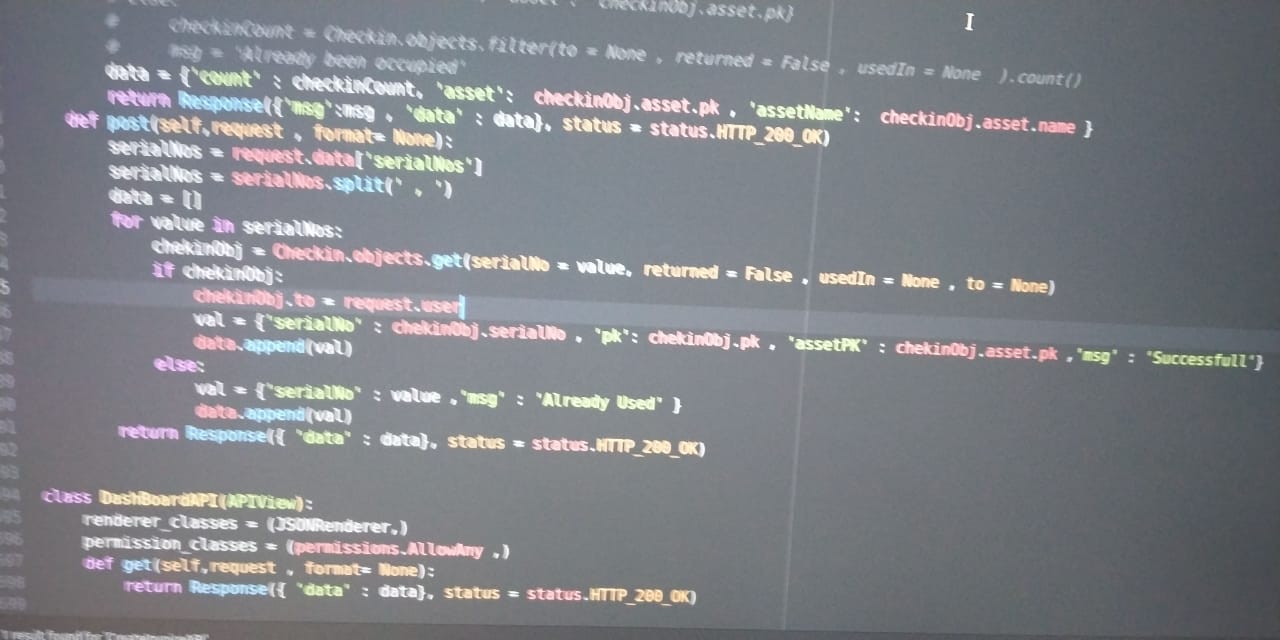 checkinObj.asset.pk}
# checkinCount = Checkin.objects.filter(to = None , returned = False , usedIn = None ).count()
# msg = 'Already been occupied'
data = {'count' : checkinCount, 'asset': checkinObj.asset.pk , 'assetName': checkinObj.asset.name }
return Response({'msg':msg , 'data' : data}, status = status.HTTP_200_OK)
def post(self,request , format= None):
serialNos = request.data['serialNos']
serialNos = serialNos.split(' , ')
data = []
for value in serialNos:
chekinObj = Checkin.objects.get(serialNo = value, returned = False , usedIn = None , to = None)
if chekinObj:
chekinObj.to = request.user
val = {'serialNo' : chekinObj.serialNo , 'pk': chekinObj.pk , 'assetPK' : chekinObj.asset.pk ,'msg' : 'Successfull'}
data.append(val)
else:
val = {'serialNo' : value ,'msg' : 'Already Used' }
data.append(val)
return Response({ 'data' : data}, status = status.HTTP_200_OK)
class DashBoardAPI(APIView):
renderer_classes = (JSONRenderer,)
permission_classes = (permissions.AllowAny ,)
def get(self,request , format= None):
return Response({ 'data' : data}, status = status.HTTP_200_OK)
1 result found for